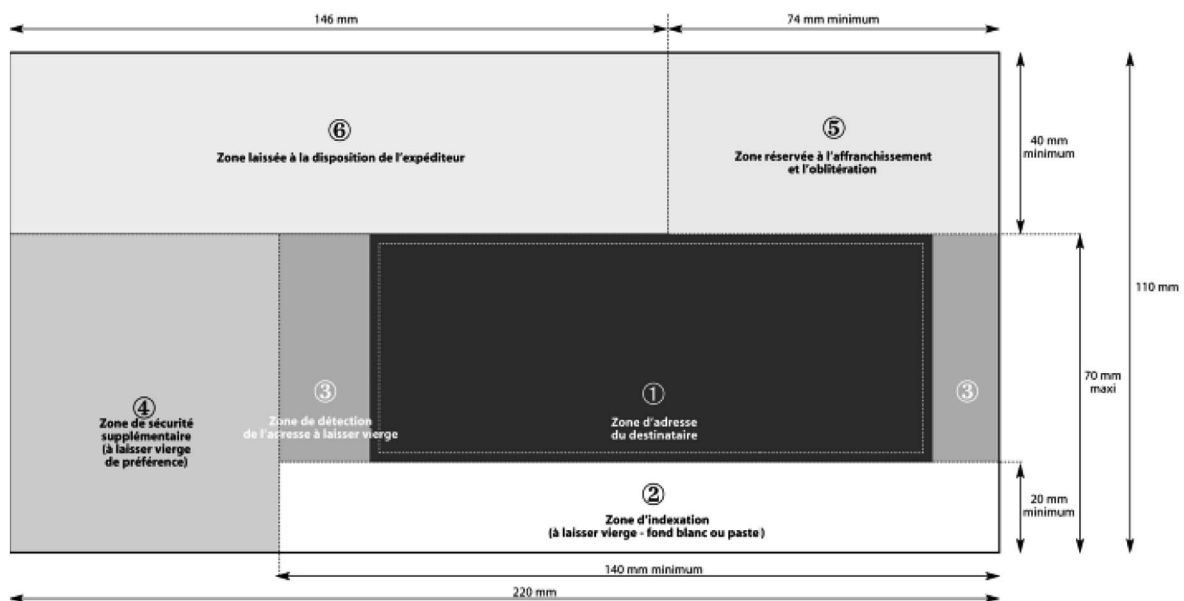 146 mm
74 mm minimum
⑥
Zone laissée à la disposition de l'expéditeur
⑤
Zone réservée à l'affranchissement
et l'oblitération
40 mm
minimum
110 mm
④
Zone de sécurité
supplémentaire
(à laisser vierge
de préférence)
③
Zone de détection
de l'adresse à laisser vierge
①
Zone d'adresse
du destinataire
③
70 mm
maxi
②
Zone d'indexation
(à laisser vierge - fond blanc ou paste)
20 mm
minimum
140 mm minimum
220 mm